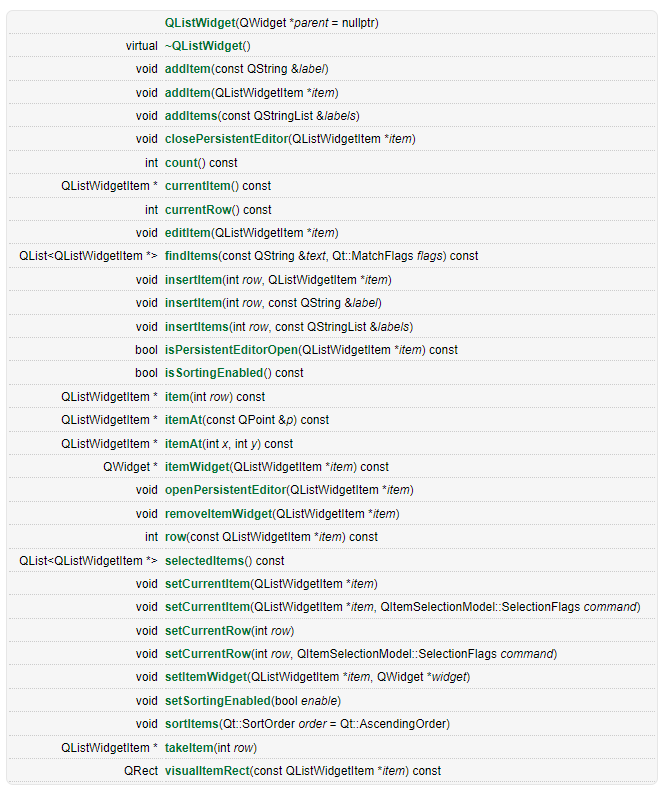 QListWidget(QWidget *parent = nullptr)
virtual ~QListWidget()
void addItem(const QString &label)
void addItem(QListWidgetItem *item)
void addItems(const QStringList &labels)
void closePersistentEditor(QListWidgetItem *item)
int count() const
QListWidgetItem * currentItem() const
int currentRow() const
void editItem(QListWidgetItem *item)
QList<QListWidgetItem *> findItems(const QString &text, Qt::MatchFlags flags) const
void insertItem(int row, QListWidgetItem *item)
void insertItem(int row, const QString &label)
void insertItems(int row, const QStringList &labels)
bool isPersistentEditorOpen(QListWidgetItem *item) const
bool isSortingEnabled() const
QListWidgetItem * item(int row) const
QListWidgetItem * itemAt(const QPoint &p) const
QListWidgetItem * itemAt(int x, int y) const
QWidget * itemWidget(QListWidgetItem *item) const
void openPersistentEditor(QListWidgetItem *item)
void removeItemWidget(QListWidgetItem *item)
int row(const QListWidgetItem *item) const
QList<QListWidgetItem *> selectedItems() const
void setCurrentItem(QListWidgetItem *item)
void setCurrentItem(QListWidgetItem *item, QItemSelectionModel::SelectionFlags command)
void setCurrentRow(int row)
void setCurrentRow(int row, QItemSelectionModel::SelectionFlags command)
void setItemWidget(QListWidgetItem *item, QWidget *widget)
void setSortingEnabled(bool enable)
void sortItems(Qt::SortOrder order = Qt::AscendingOrder)
QListWidgetItem * takeItem(int row)
QRect visualItemRect(const QListWidgetItem *item) const